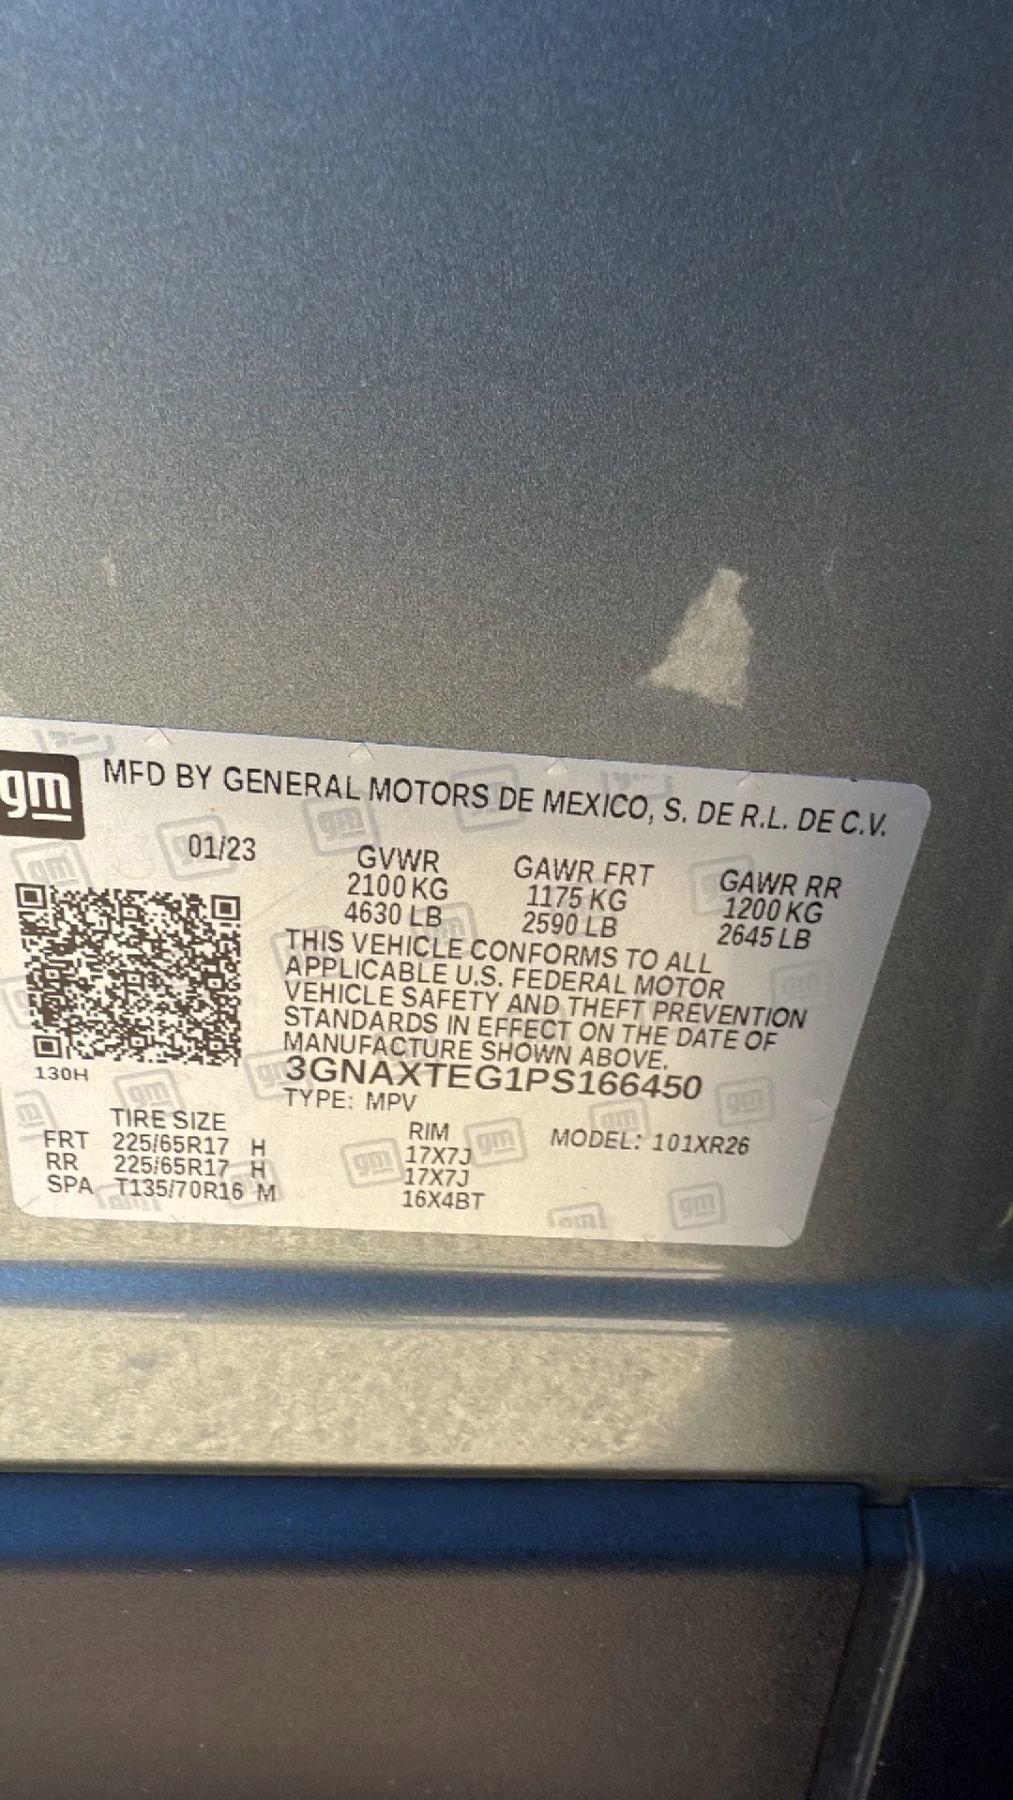 gm
MFD BY GENERAL MOTORS DE MEXICO, S. DE R.L. DE C.V.
01/23 GVWR GAWR FRT GAWR RR
2100 KG 1175 KG 1200 KG
4630 LB 2590 LB 2645 LB
THIS VEHICLE CONFORMS TO ALL
APPLICABLE U.S. FEDERAL MOTOR
VEHICLE SAFETY AND THEFT PREVENTION
STANDARDS IN EFFECT ON THE DATE OF
MANUFACTURE SHOWN ABOVE.
3GNAXTEG1PS166450
130H
TYPE: MPV
TIRE SIZE RIM MODEL: 101XR26
FRT 225/65R17 H 17X7J
RR 225/65R17 H 17X7J
SPA T135/70R16 M 16X4BT